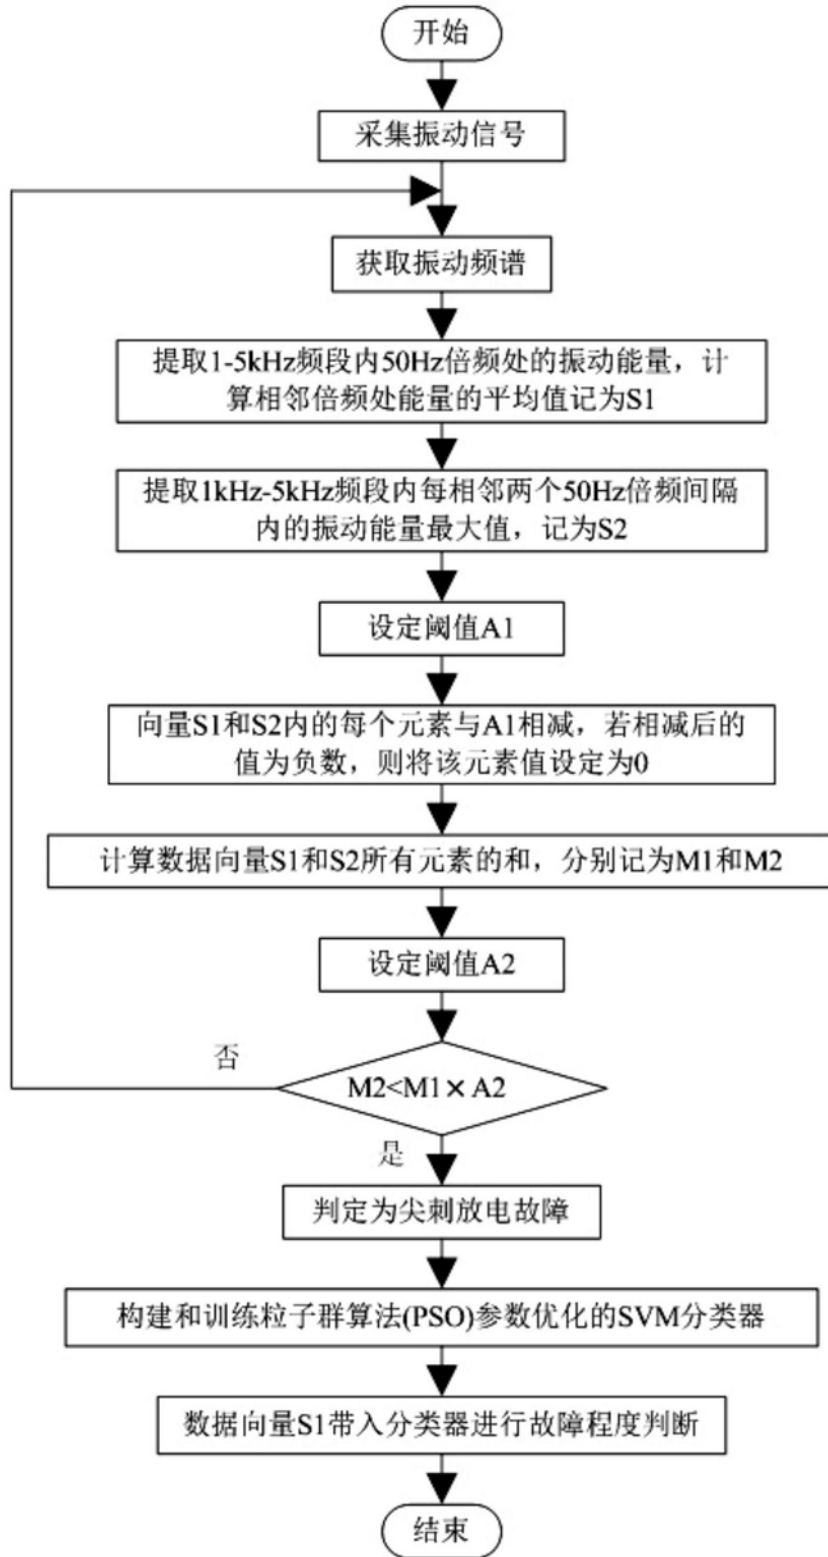 开始
采集振动信号
获取振动频谱
提取1-5kHz频段内50Hz倍频处的振动能量，计
算相邻倍频处能量的平均值记为S1
提取1kHz-5kHz频段内每相邻两个50Hz倍频间隔
内的振动能量最大值，记为S2
设定阈值A1
向量S1和S2内的每个元素与A1相减，若相减后的
值为负数，则将该元素值设定为0
计算数据向量S1和S2所有元素的和，分别记为M1和M2
设定阈值A2
否
M2<M1×A2
是
判定为尖刺放电故障
构建和训练粒子群算法(PSO)参数优化的SVM分类器
数据向量S1带入分类器进行故障程度判断
结束